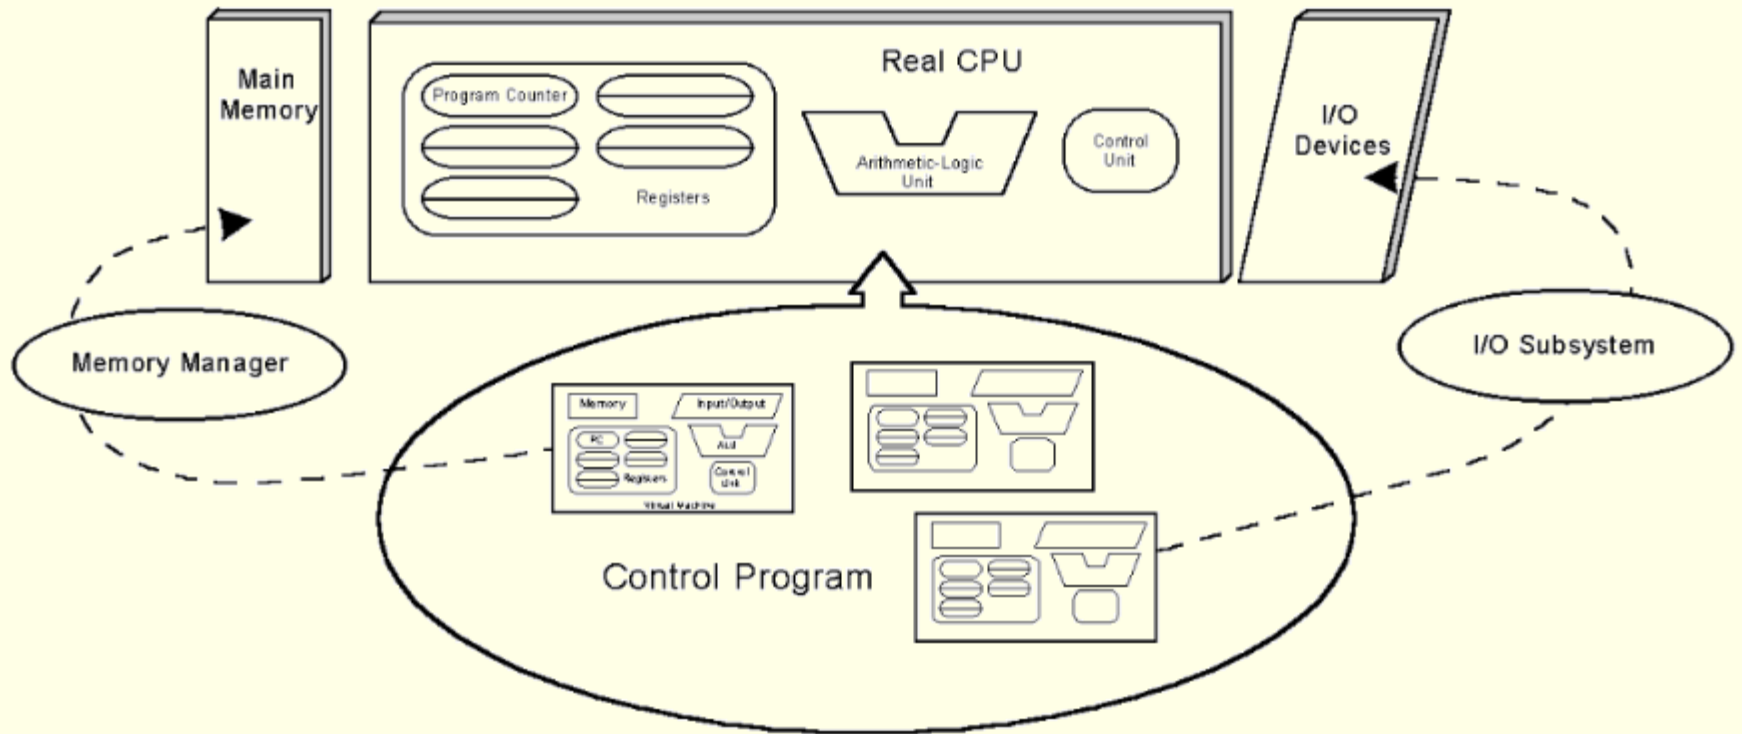 Main
Memory
Real CPU
Program Counter
Registers
Arithmetic-Logic
Unit
Control
Unit
I/O
Devices
Memory Manager
I/O Subsystem
Memory
Input/Output
PC
Registers
Control
Unit
Virtual Machine
Control Program